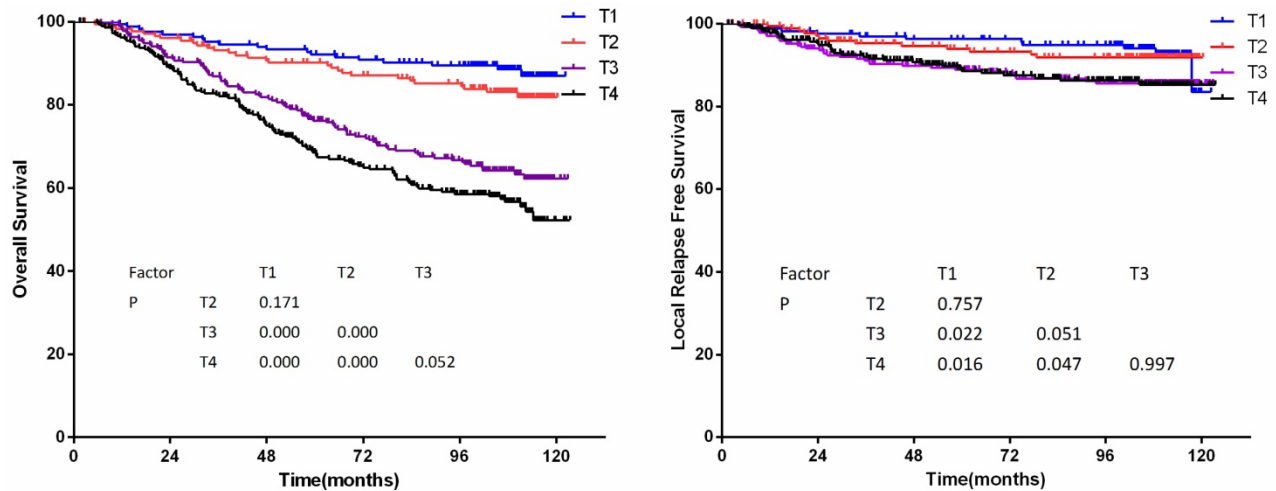 Overall Survival
100
80
60
40
20
0
0 24 48 72 96 120
Time(months)
T1
T2
T3
T4
Factor T1 T2 T3
P T2 0.171
T3 0.000 0.000
T4 0.000 0.000 0.052
Local Relapse Free Survival
100
80
60
40
20
0
0 24 48 72 96 120
Time(months)
T1
T2
T3
T4
Factor T1 T2 T3
P T2 0.757
T3 0.022 0.051
T4 0.016 0.047 0.997